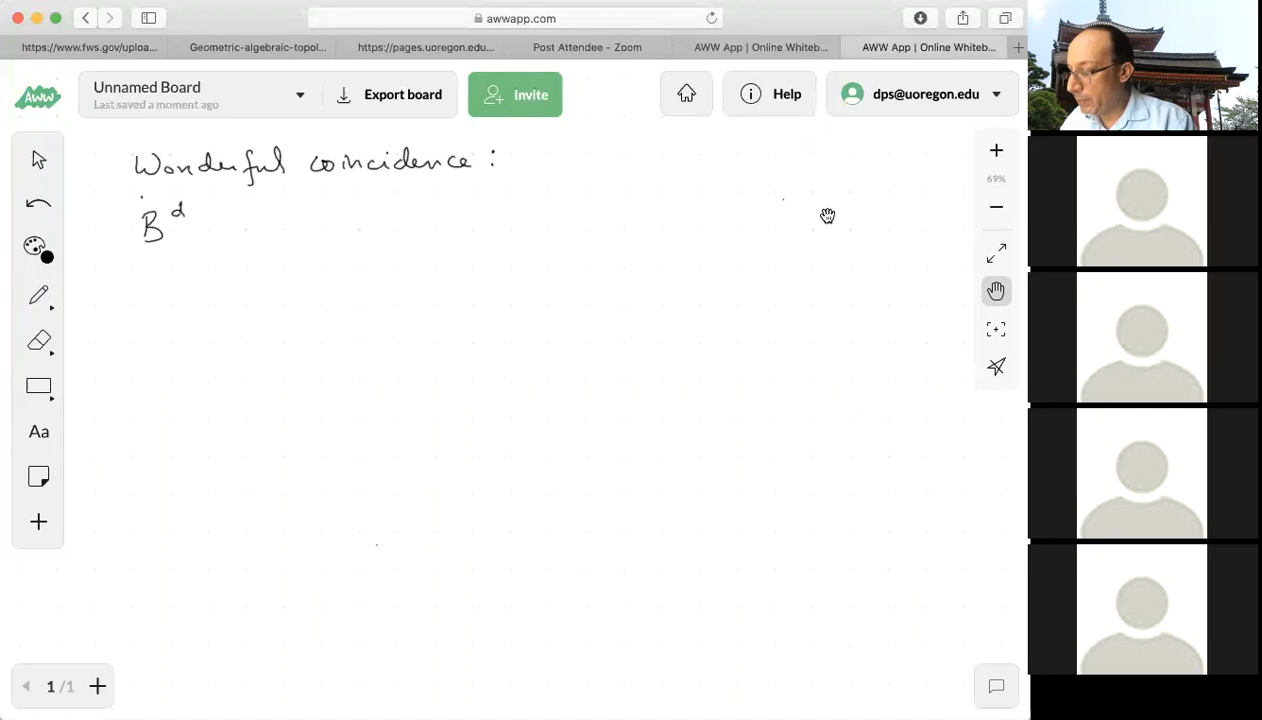 awwapp.com
https://www.fws.gov/uploa...
Geometric-algebraic-topol...
https://pages.uoregon.edu...
Post Attendee - Zoom
AWW App | Online Whiteb...
AWW App | Online Whiteb...
AWW
Unnamed Board
Last saved a moment ago
Export board
Invite
Help
dps@uoregon.edu
Wonderful coincidence :
B^d
69%
Aa
1 /1